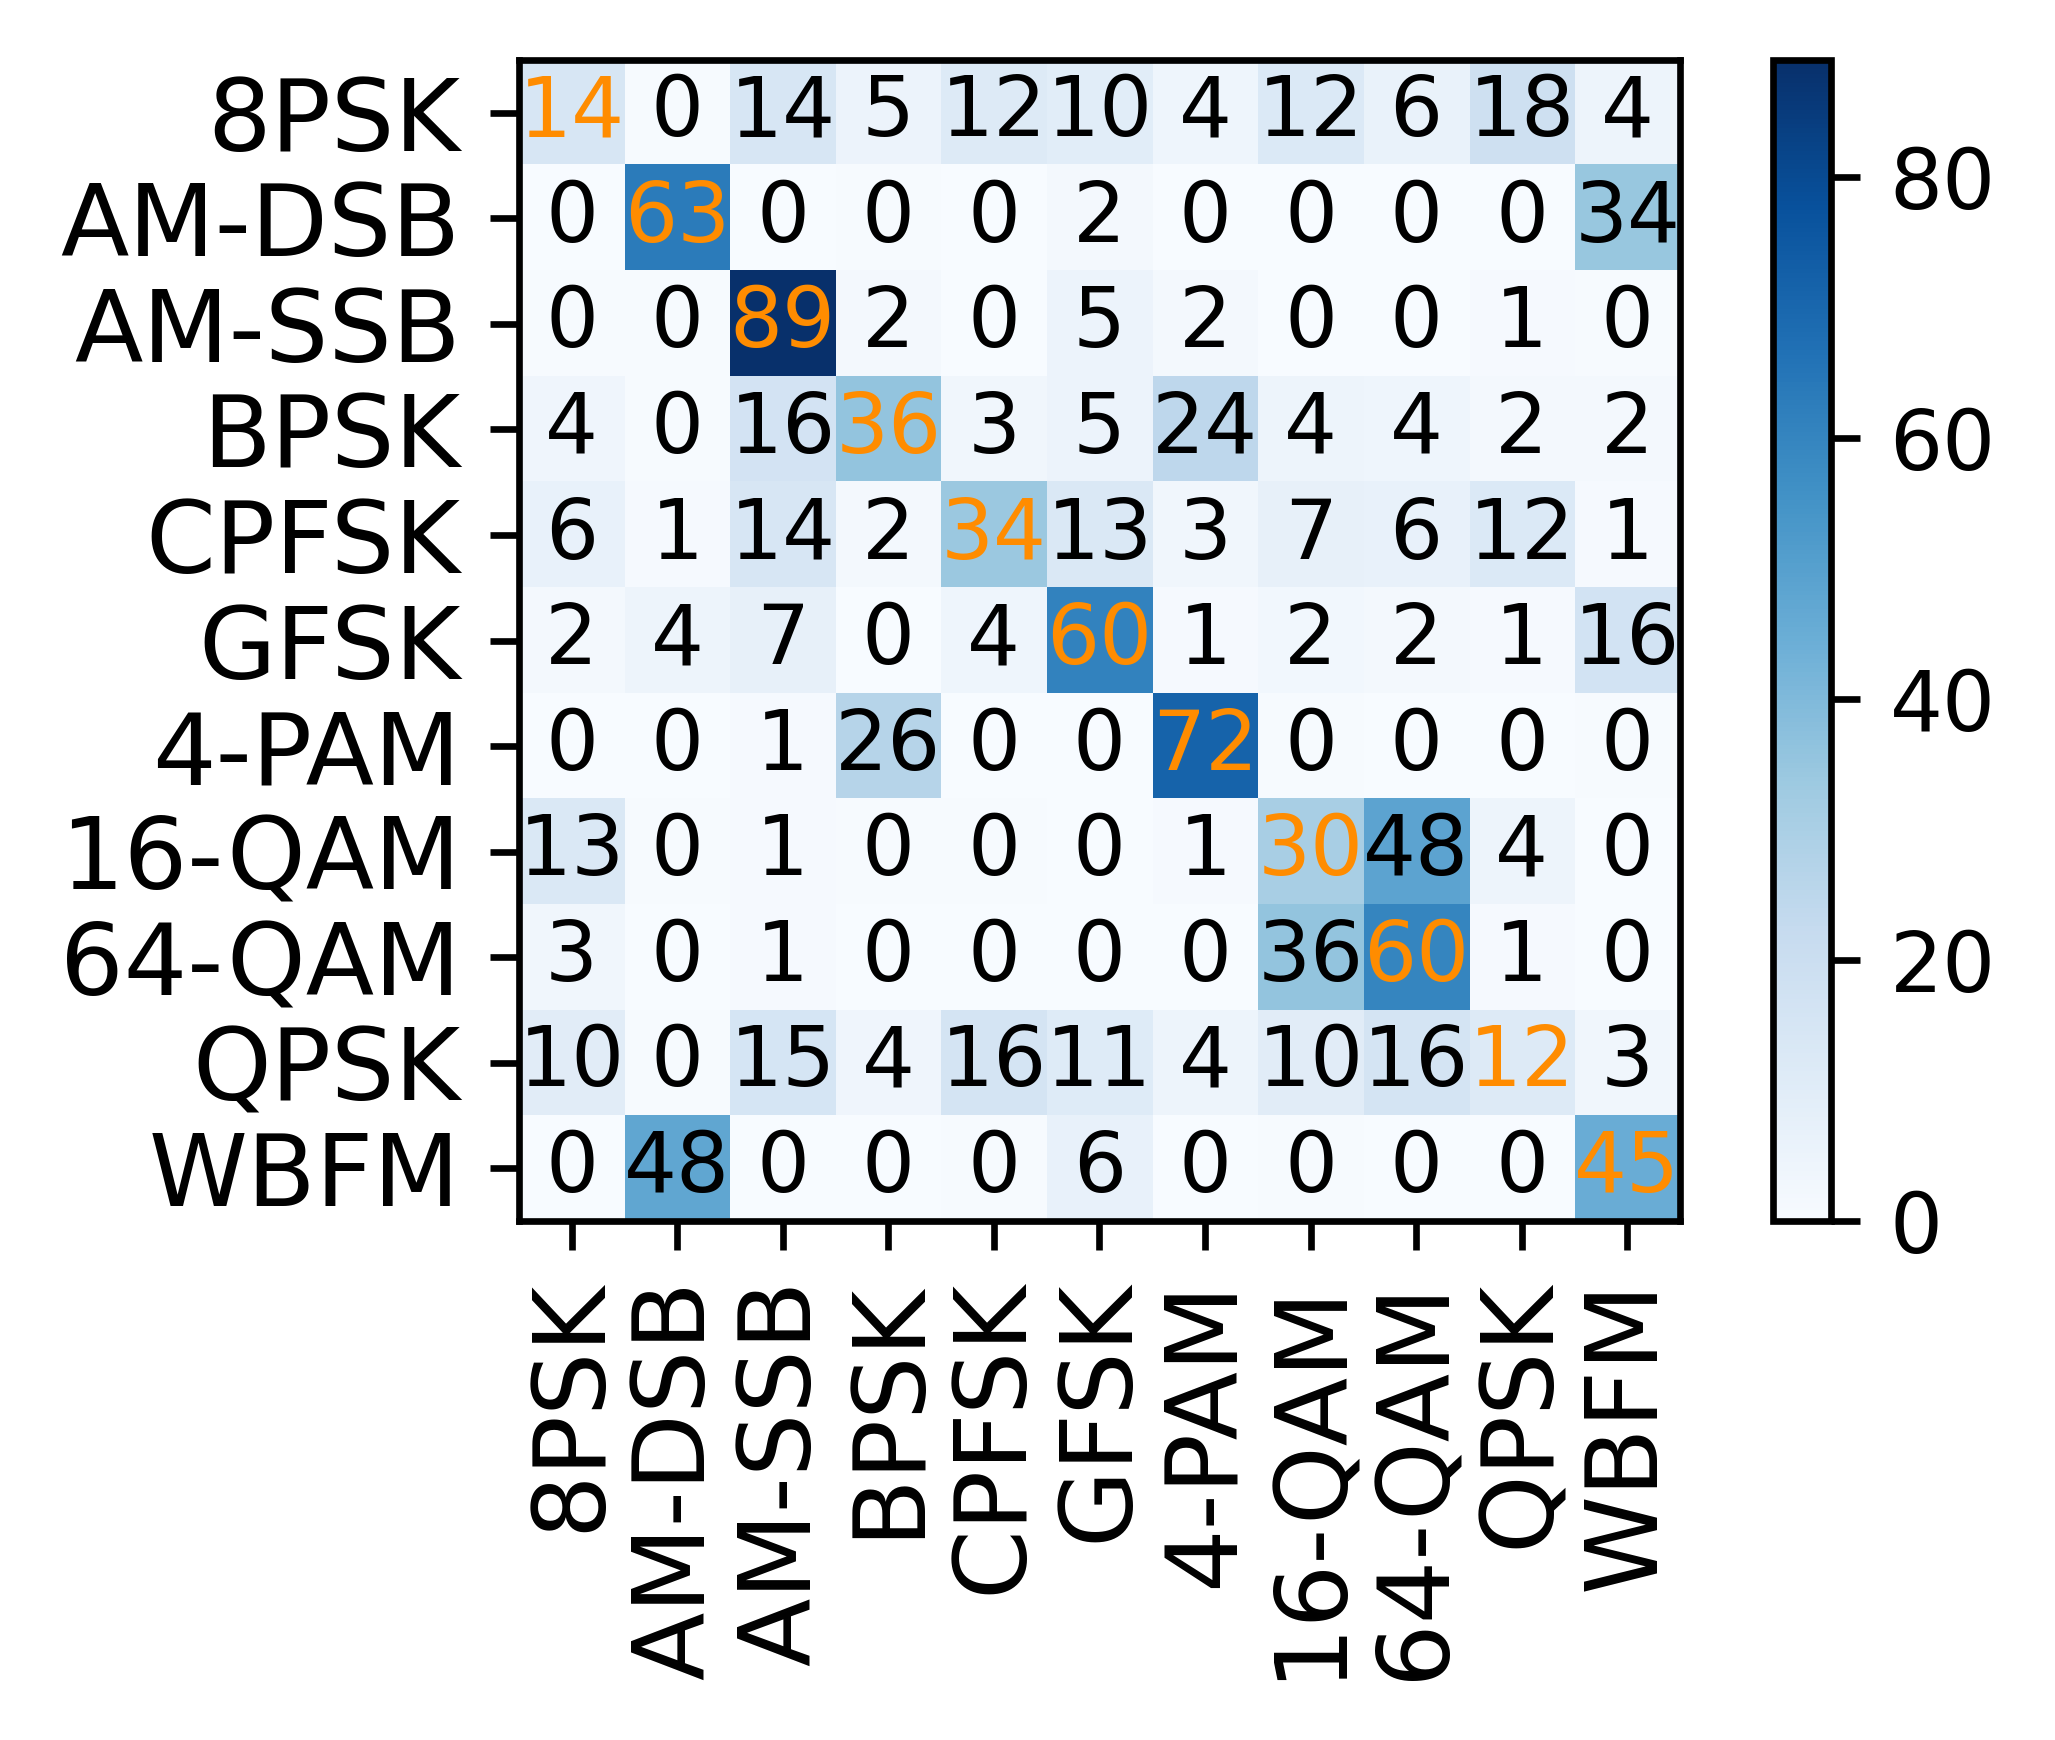 8PSK 14 0 14 5 12 10 4 12 6 18 4
AM-DSB 0 63 0 0 0 2 0 0 0 0 34
AM-SSB 0 0 89 2 0 5 2 0 0 1 0
BPSK 4 0 16 36 3 5 24 4 4 2 2
CPFSK 6 1 14 2 34 13 3 7 6 12 1
GFSK 2 4 7 0 4 60 1 2 2 1 16
4-PAM 0 0 1 26 0 0 72 0 0 0 0
16-QAM 13 0 1 0 0 0 1 30 48 4 0
64-QAM 3 0 1 0 0 0 0 36 60 1 0
QPSK 10 0 15 4 16 11 4 10 16 12 3
WBFM 0 48 0 0 0 6 0 0 0 0 45
8PSK
AM-DSB
AM-SSB
BPSK
CPFSK
GFSK
4-PAM
16-QAM
64-QAM
QPSK
WBFM
80
60
40
20
0